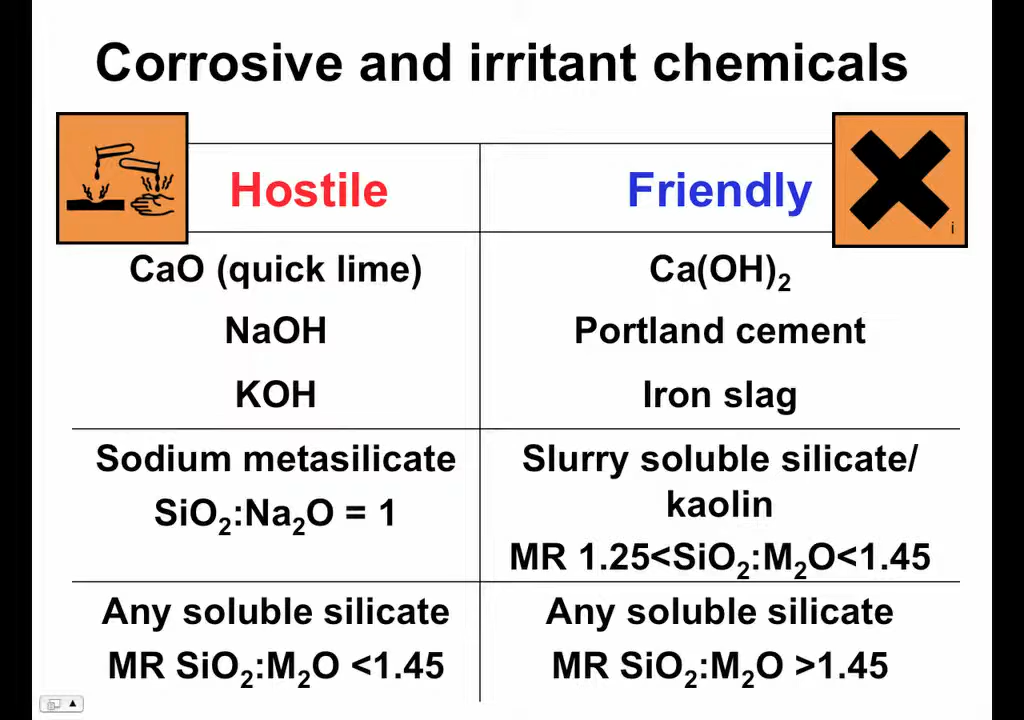 Corrosive and irritant chemicals
Hostile
Friendly
i
CaO (quick lime)
Ca(OH)₂
NaOH
Portland cement
KOH
Iron slag
Sodium metasilicate
SiO₂:Na₂O = 1
Slurry soluble silicate/
kaolin
MR 1.25<SiO₂:M₂O<1.45
Any soluble silicate
MR SiO₂:M₂O <1.45
Any soluble silicate
MR SiO₂:M₂O >1.45